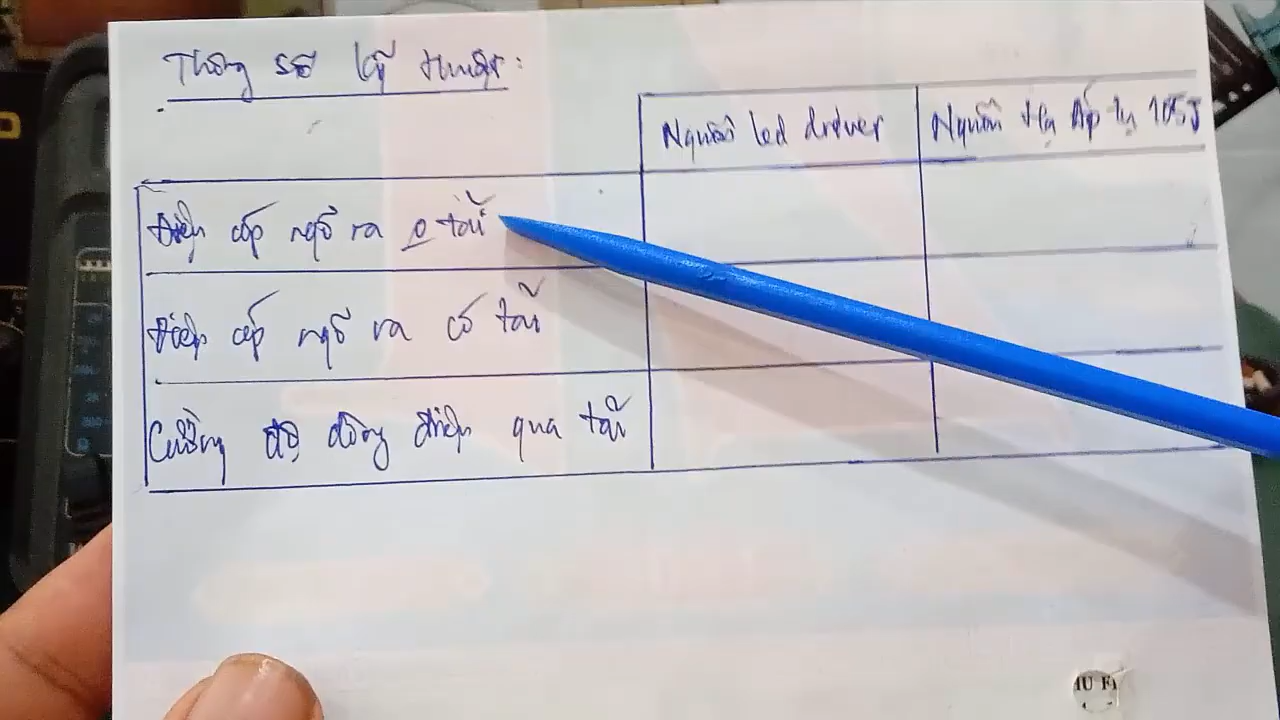 Thông số kỹ thuật:
Nguồn led driver
Nguồn Hạ Áp tụ 105J
Điện áp ngõ ra 0 tải
Điện áp ngõ ra có tải
Cường độ dòng điện qua tải